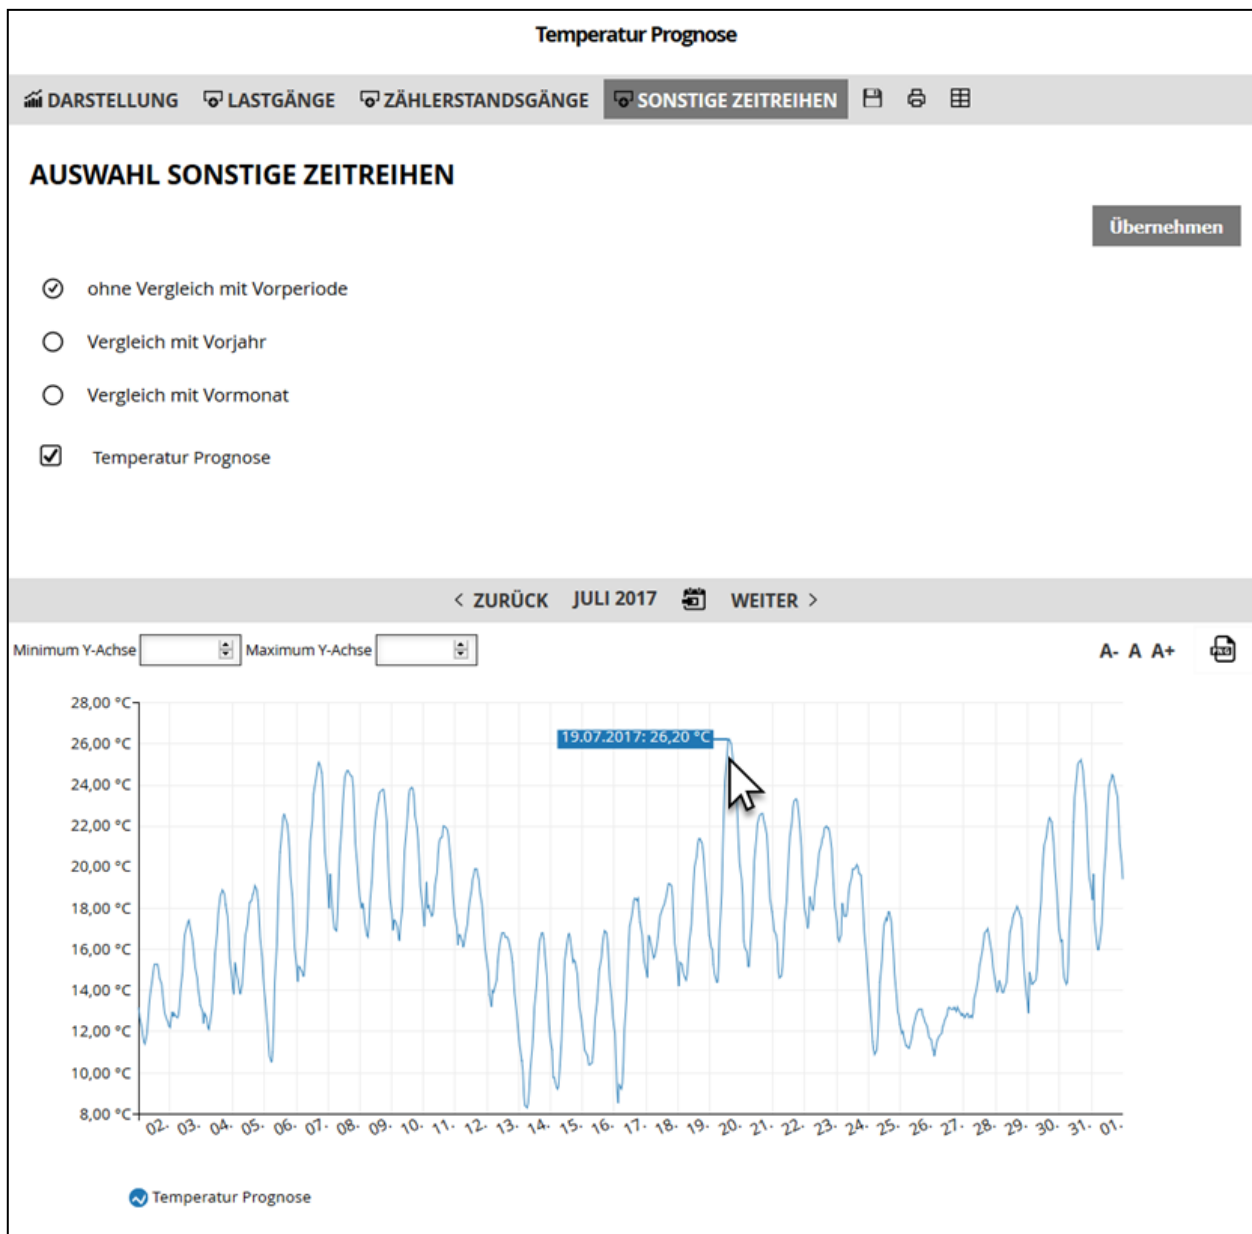 Temperatur Prognose
DARSTELLUNG LASTGÄNGE ZÄHLERSTANDSGÄNGE SONSTIGE ZEITREIHEN
AUSWAHL SONSTIGE ZEITREIHEN
Übernehmen
ohne Vergleich mit Vorperiode
Vergleich mit Vorjahr
Vergleich mit Vormonat
Temperatur Prognose
< ZURÜCK JULI 2017 WEITER >
Minimum Y-Achse Maximum Y-Achse A- A A+ PNG
28,00 °C
19.07.2017: 26,20 °C
26,00 °C
24,00 °C
22,00 °C
20,00 °C
18,00 °C
16,00 °C
14,00 °C
12,00 °C
10,00 °C
8,00 °C
02. 03. 04. 05. 06. 07. 08. 09. 10. 11. 12. 13. 14. 15. 16. 17. 18. 19. 20. 21. 22. 23. 24. 25. 26. 27. 28. 29. 30. 31. 01.
Temperatur Prognose